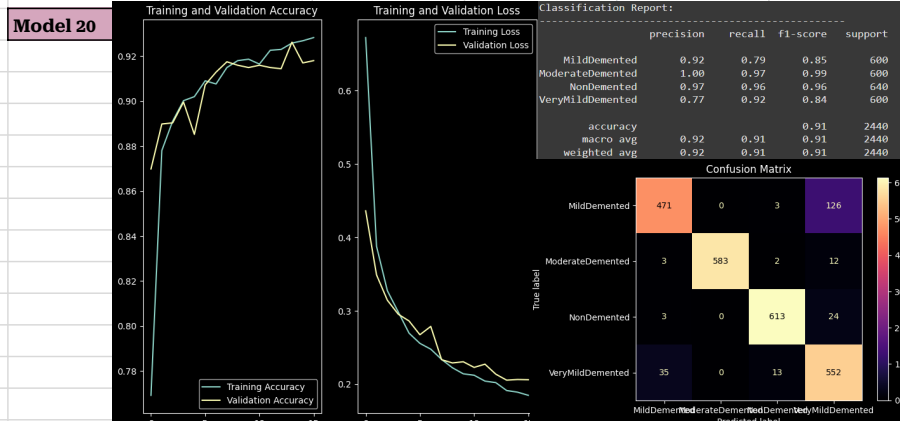 Model 20
Training and Validation Accuracy
0.92
0.90
0.88
0.86
0.84
0.82
0.80
0.78
Training Accuracy
Validation Accuracy
Training and Validation Loss
Training Loss
Validation Loss
0.6
0.5
0.4
0.3
0.2
Classification Report:
precision recall f1-score support
MildDemented 0.92 0.79 0.85 600
ModerateDemented 1.00 0.97 0.99 600
NonDemented 0.97 0.96 0.96 640
VeryMildDemented 0.77 0.92 0.84 600
accuracy 0.91 2440
macro avg 0.92 0.91 0.91 2440
weighted avg 0.92 0.91 0.91 2440
Confusion Matrix
True label
MildDemented 471 0 3 126
ModerateDemented 3 583 2 12
NonDemented 3 0 613 24
VeryMildDemented 35 0 13 552
MildDemented ModerateDemented NonDemented VeryMildDemented
Predicted label